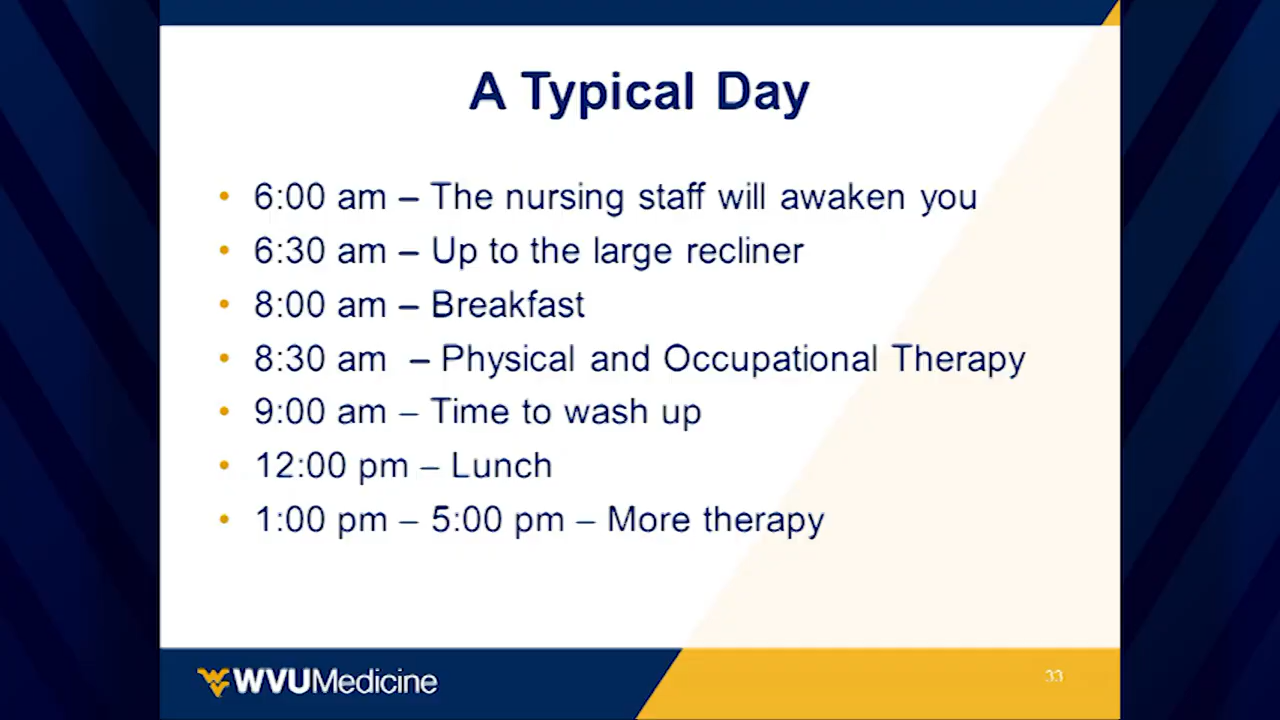 A Typical Day
• 6:00 am – The nursing staff will awaken you
• 6:30 am – Up to the large recliner
• 8:00 am – Breakfast
• 8:30 am – Physical and Occupational Therapy
• 9:00 am – Time to wash up
• 12:00 pm – Lunch
• 1:00 pm – 5:00 pm – More therapy
WVUMedicine
33